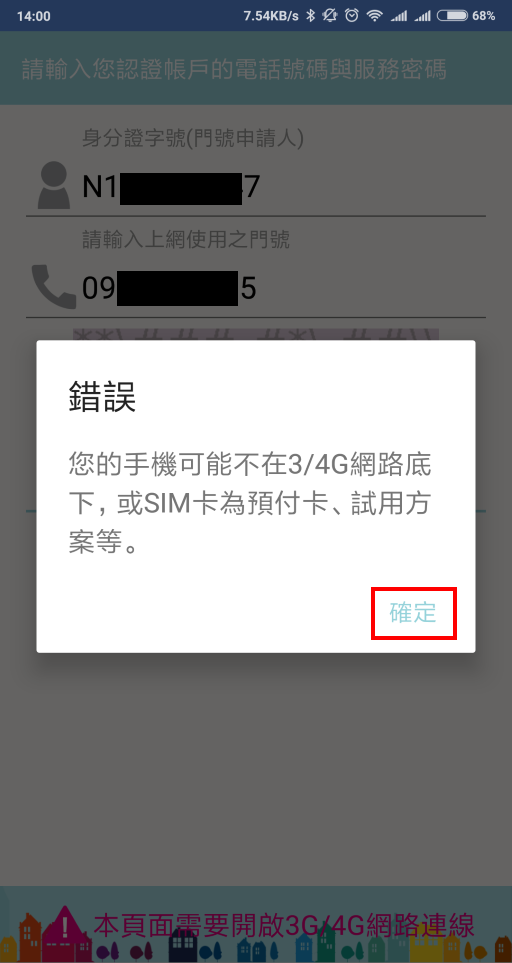 14:00 7.54KB/s 68%
請輸入您認證帳戶的電話號碼與服務密碼
身分證字號(門號申請人)
N1 7
請輸入上網使用之門號
09 5
錯誤
您的手機可能不在3/4G網路底
下，或SIM卡為預付卡、試用方
案等。
確定
本頁面需要開啟3G/4G網路連線